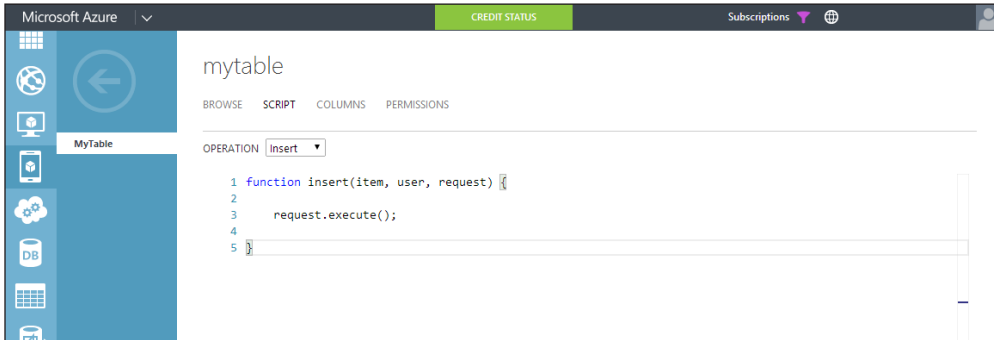 Microsoft Azure
CREDIT STATUS
Subscriptions
mytable
BROWSE SCRIPT COLUMNS PERMISSIONS
MyTable
OPERATION Insert
1 function insert(item, user, request) {
2
3 request.execute();
4
5 }
DB